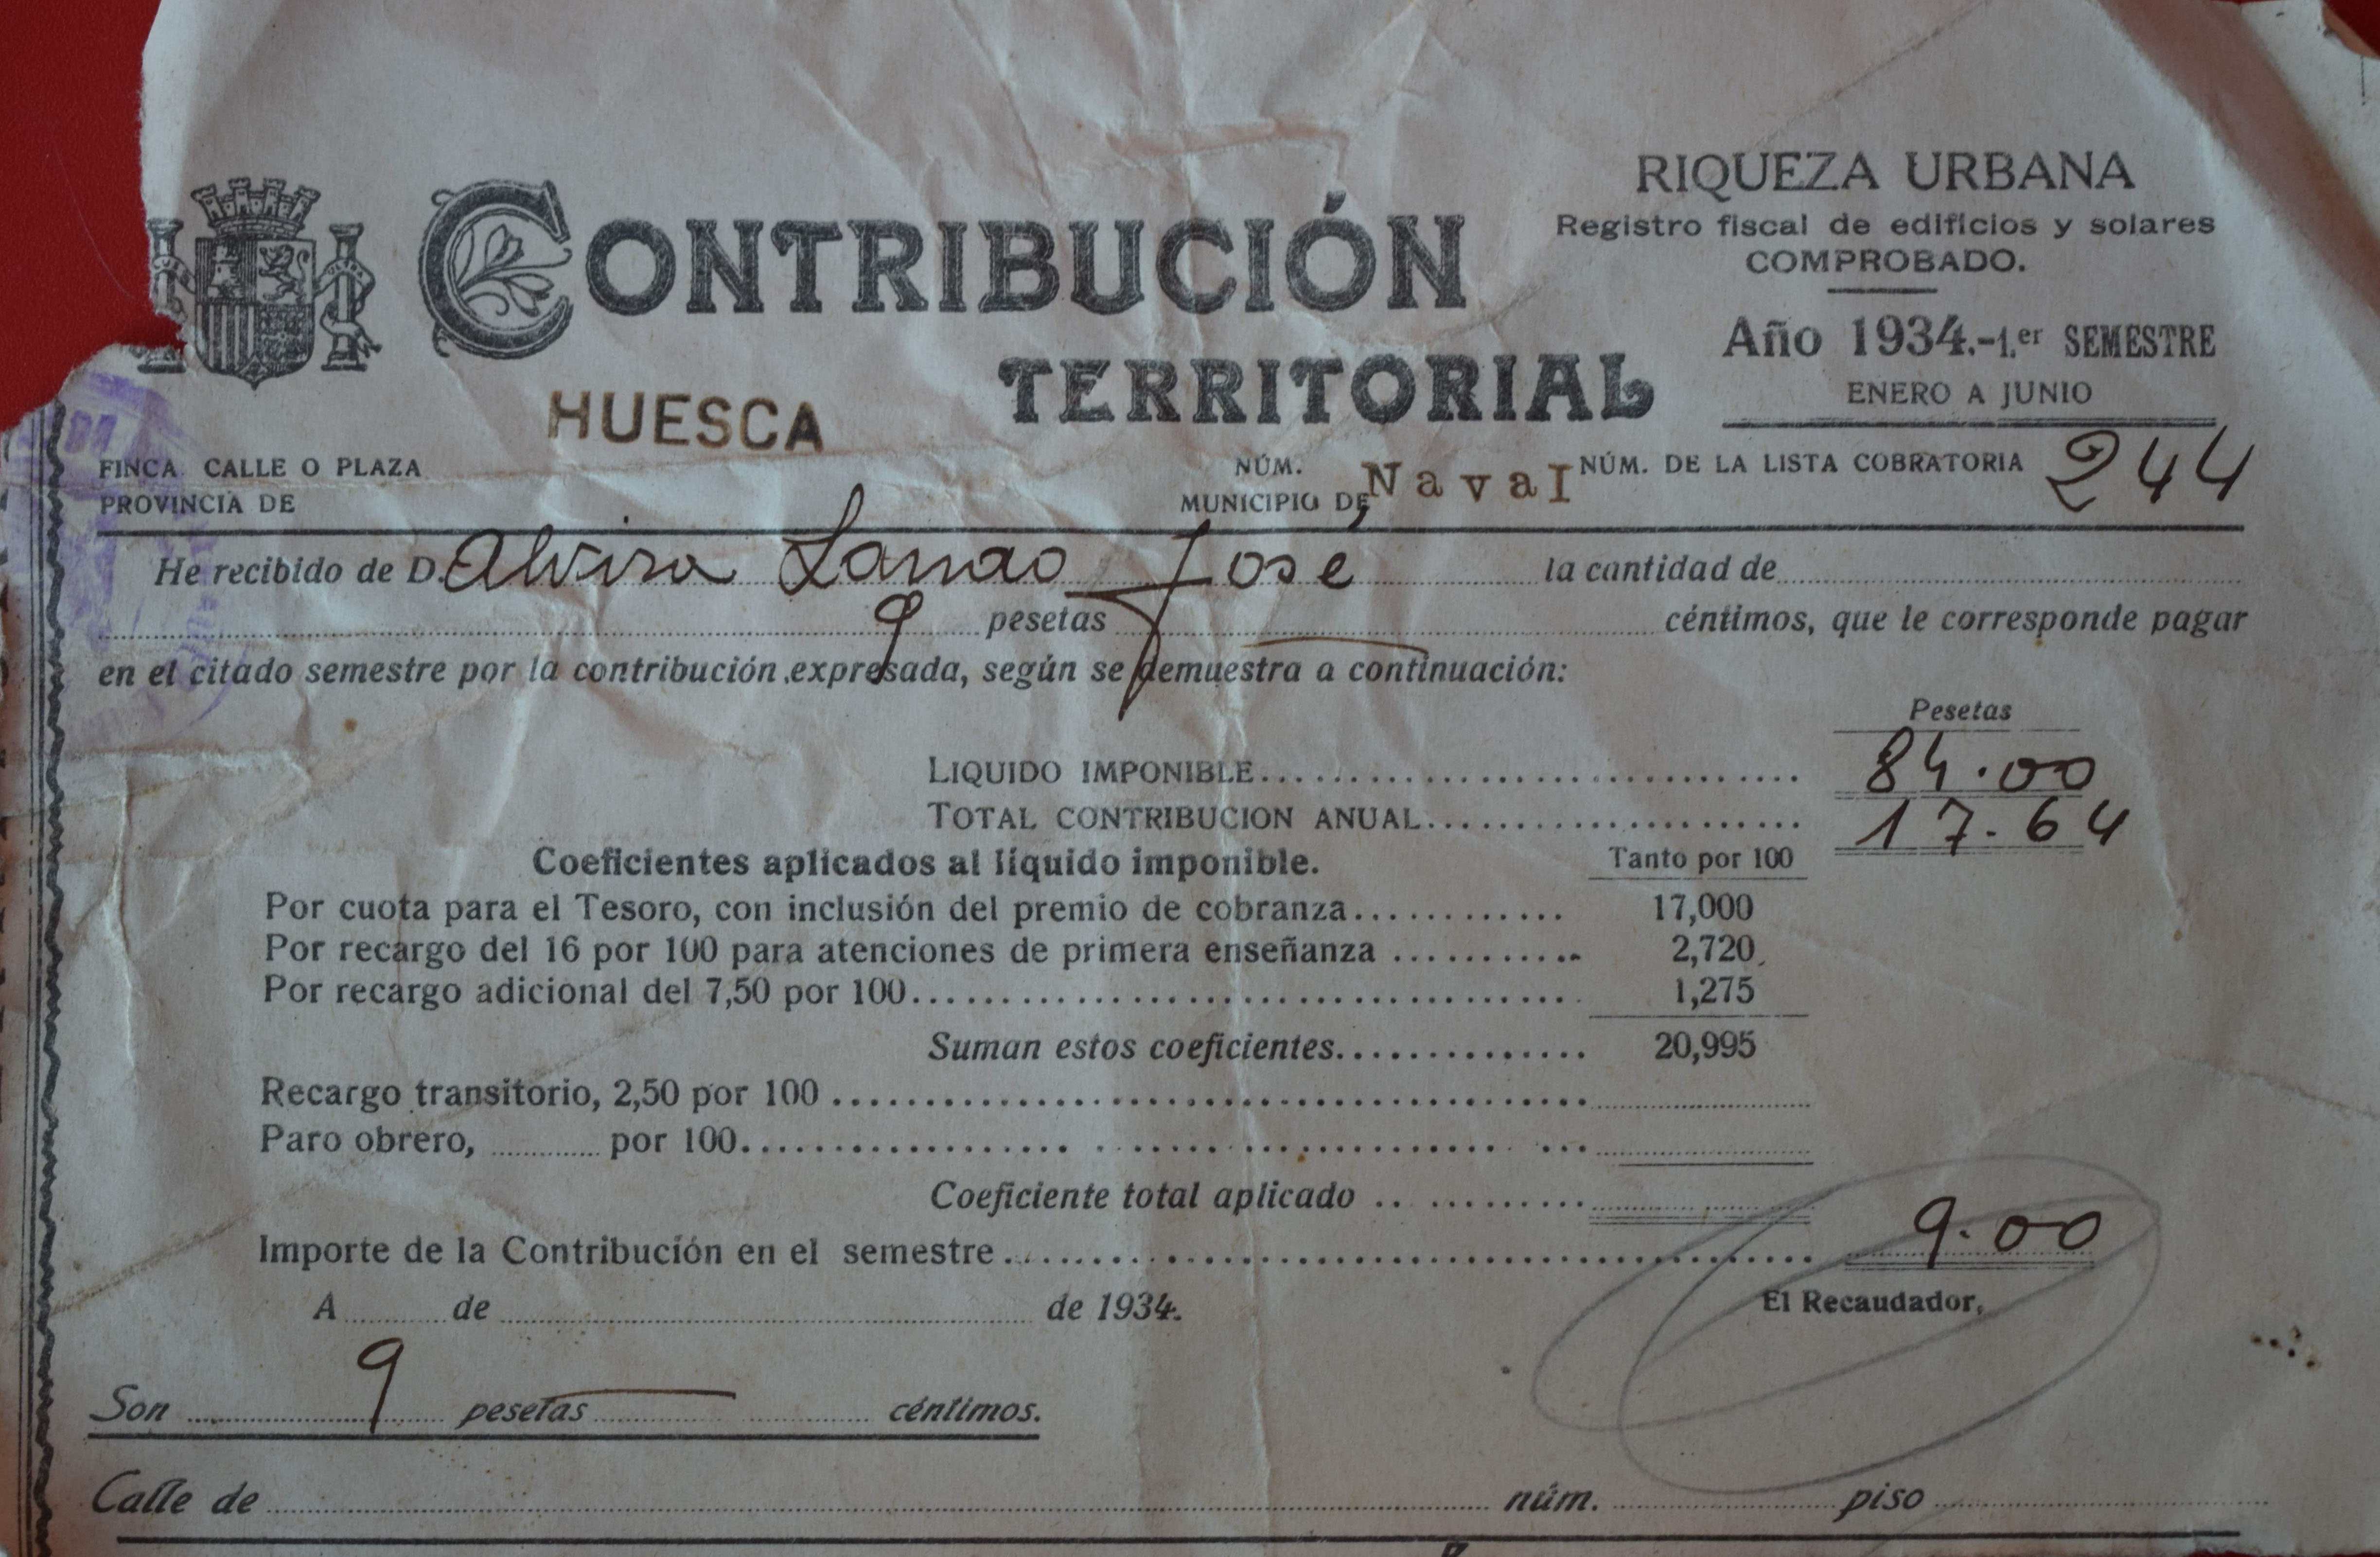 RIQUEZA URBANA
Registro fiscal de edificios y solares
COMPROBADO.
CONTRIBUCIÓN
TERRITORIAL
Año 1934.-1.er SEMESTRE
ENERO A JUNIO
HUESCA
FINCA CALLE O PLAZA NÚM. NÚM. DE LA LISTA COBRATORIA 244
PROVINCIA DE MUNICIPIO DE Naval
He recibido de D. Alvira Lanao, José la cantidad de
9 pesetas céntimos, que le corresponde pagar
en el citado semestre por la contribución expresada, según se demuestra a continuación:
Pesetas
LIQUIDO IMPONIBLE 84.00
TOTAL CONTRIBUCION ANUAL 17.64
Coeficientes aplicados al líquido imponible. Tanto por 100
Por cuota para el Tesoro, con inclusión del premio de cobranza 17,000
Por recargo del 16 por 100 para atenciones de primera enseñanza 2,720
Por recargo adicional del 7,50 por 100 1,275
Suman estos coeficientes 20,995
Recargo transitorio, 2,50 por 100
Paro obrero, por 100
Coeficiente total aplicado
Importe de la Contribución en el semestre 9.00
A de de 1934. El Recaudador,
Son 9 pesetas céntimos.
Calle de núm. piso